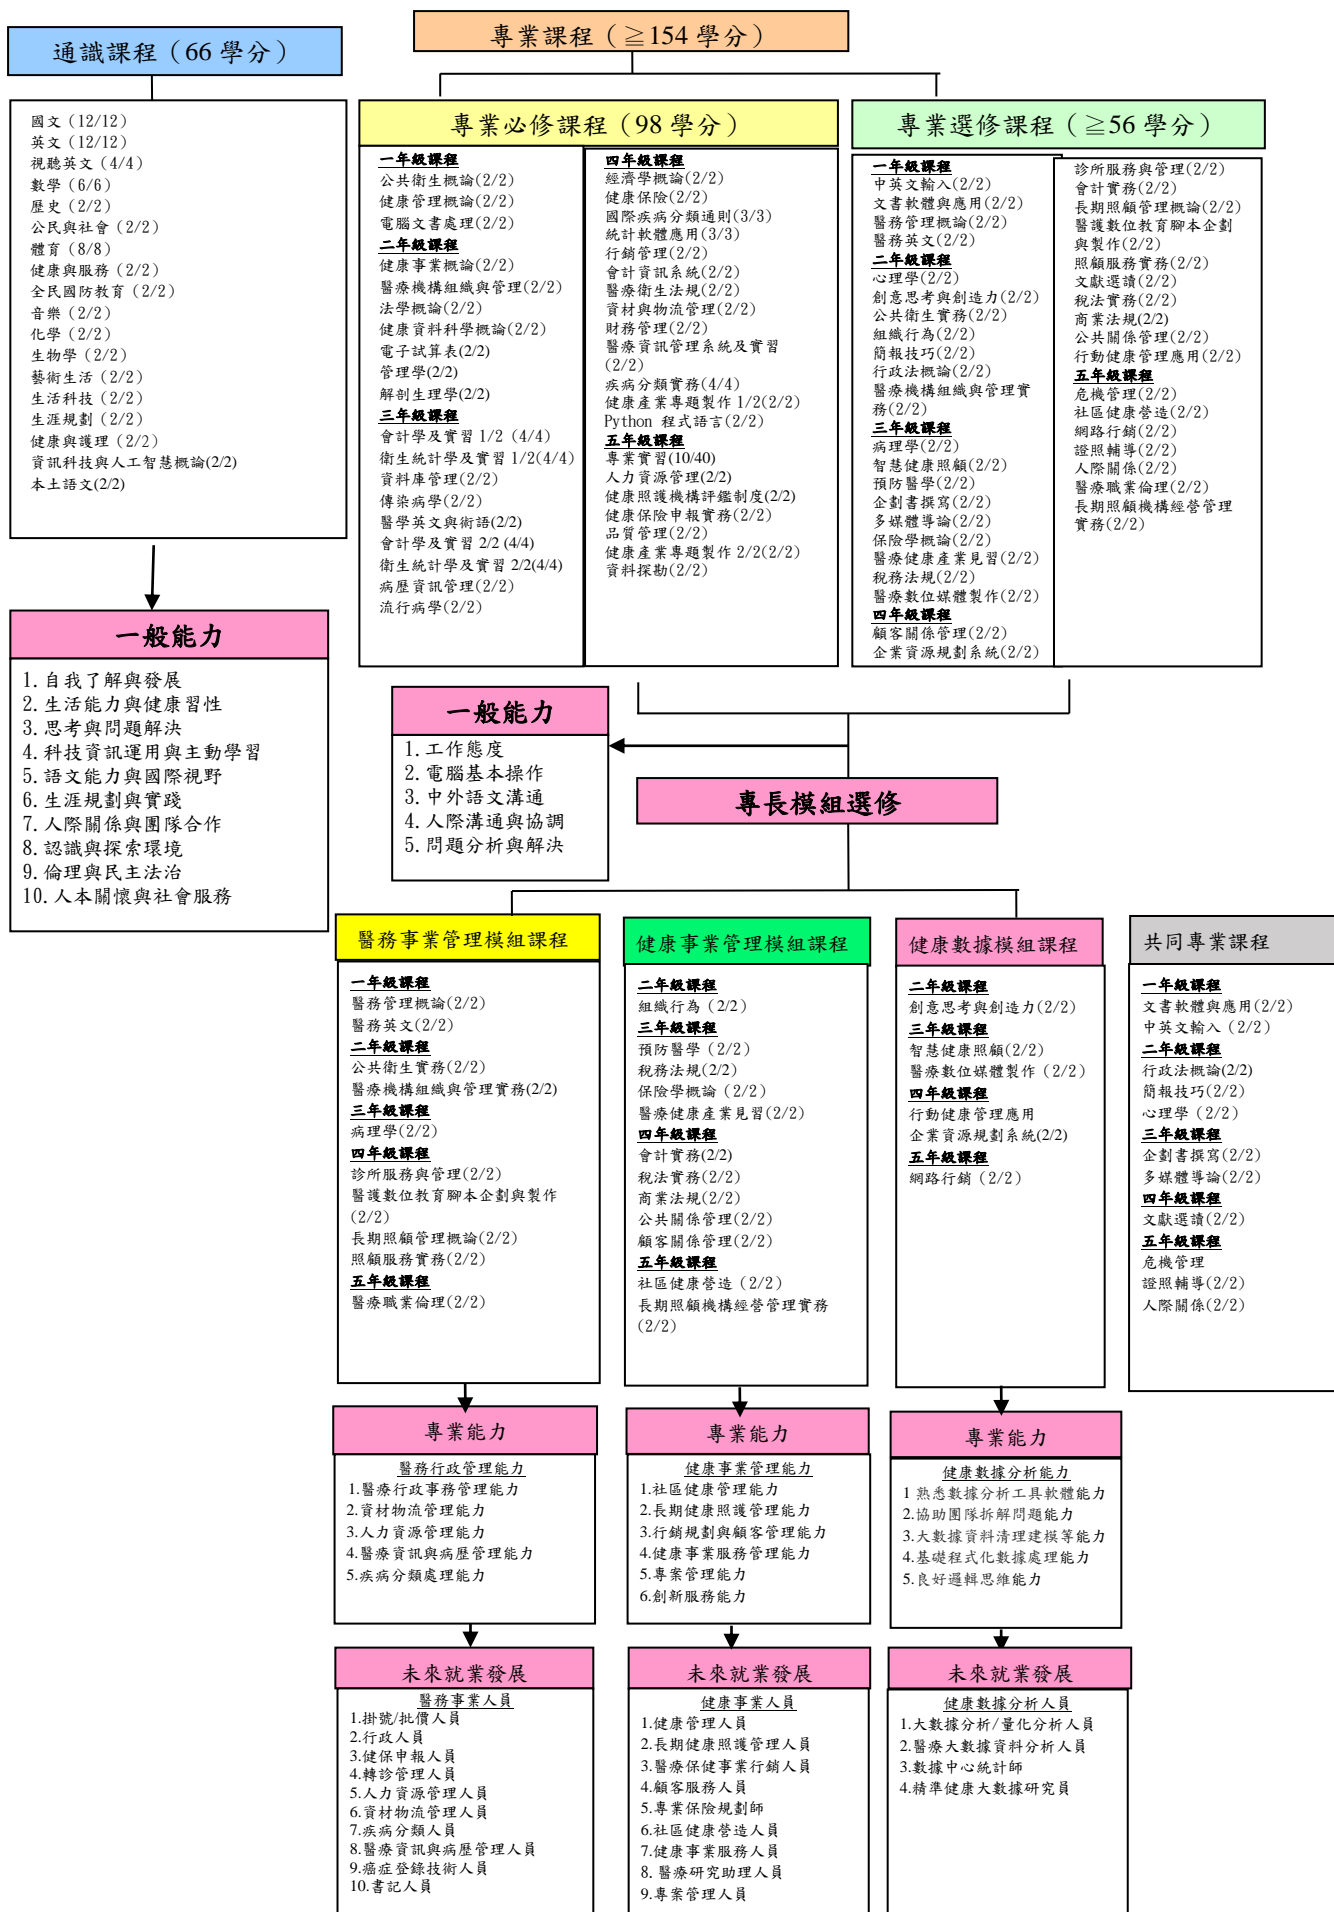 通識課程（66 學分）
國文（12/12）
英文（12/12）
視聽英文（4/4）
數學（6/6）
歷史（2/2）
公民與社會（2/2）
體育（8/8）
健康與服務（2/2）
全民國防教育（2/2）
音樂（2/2）
化學（2/2）
生物學（2/2）
藝術生活（2/2）
生活科技（2/2）
生涯規劃（2/2）
健康與護理（2/2）
資訊科技與人工智慧概論(2/2)
本土語文(2/2)
一般能力
1.自我了解與發展
2.生活能力與健康習性
3.思考與問題解決
4.科技資訊運用與主動學習
5.語文能力與國際視野
6.生涯規劃與實踐
7.人際關係與團隊合作
8.認識與探索環境
9.倫理與民主法治
10.人本關懷與社會服務
專業課程（≧154 學分）
專業必修課程（98 學分）
一年級課程
公共衛生概論(2/2)
健康管理概論(2/2)
電腦文書處理(2/2)
二年級課程
健康事業概論(2/2)
醫療機構組織與管理(2/2)
法學概論(2/2)
健康資料科學概論(2/2)
電子試算表(2/2)
管理學(2/2)
解剖生理學(2/2)
三年級課程
會計學及實習 1/2 (4/4)
衛生統計學及實習 1/2(4/4)
資料庫管理(2/2)
傳染病學(2/2)
醫學英文與術語(2/2)
會計學及實習 2/2 (4/4)
衛生統計學及實習 2/2(4/4)
病歷資訊管理(2/2)
流行病學(2/2)
四年級課程
經濟學概論(2/2)
健康保險(2/2)
國際疾病分類通則(3/3)
統計軟體應用(3/3)
行銷管理(2/2)
會計資訊系統(2/2)
醫療衛生法規(2/2)
資材與物流管理(2/2)
財務管理(2/2)
醫療資訊管理系統及實習
(2/2)
疾病分類實務(4/4)
健康產業專題製作 1/2(2/2)
Python 程式語言(2/2)
五年級課程
專業實習(10/40)
人力資源管理(2/2)
健康照護機構評鑑制度(2/2)
健康保險申報實務(2/2)
品質管理(2/2)
健康產業專題製作 2/2(2/2)
資料探勘(2/2)
專業選修課程（≧56 學分）
一年級課程
中英文輸入(2/2)
文書軟體與應用(2/2)
醫務管理概論(2/2)
醫務英文(2/2)
二年級課程
心理學(2/2)
創意思考與創造力(2/2)
公共衛生實務(2/2)
組織行為(2/2)
簡報技巧(2/2)
行政法概論(2/2)
醫療機構組織與管理實
務(2/2)
三年級課程
病理學(2/2)
智慧健康照顧(2/2)
預防醫學(2/2)
企劃書撰寫(2/2)
多媒體導論(2/2)
保險學概論(2/2)
醫療健康產業見習(2/2)
稅務法規(2/2)
醫療數位媒體製作(2/2)
四年級課程
顧客關係管理(2/2)
企業資源規劃系統(2/2)
診所服務與管理(2/2)
會計實務(2/2)
長期照顧管理概論(2/2)
醫護數位教育腳本企劃
與製作(2/2)
照顧服務實務(2/2)
文獻選讀(2/2)
稅法實務(2/2)
商業法規(2/2)
公共關係管理(2/2)
行動健康管理應用(2/2)
五年級課程
危機管理(2/2)
社區健康營造(2/2)
網路行銷(2/2)
證照輔導(2/2)
人際關係(2/2)
醫療職業倫理(2/2)
長期照顧機構經營管理
實務(2/2)
一般能力
1.工作態度
2.電腦基本操作
3.中外語文溝通
4.人際溝通與協調
5.問題分析與解決
專長模組選修
醫務事業管理模組課程
一年級課程
醫務管理概論(2/2)
醫務英文(2/2)
二年級課程
公共衛生實務(2/2)
醫療機構組織與管理實務(2/2)
三年級課程
病理學(2/2)
四年級課程
診所服務與管理(2/2)
醫護數位教育腳本企劃與製作
(2/2)
長期照顧管理概論(2/2)
照顧服務實務(2/2)
五年級課程
醫療職業倫理(2/2)
健康事業管理模組課程
二年級課程
組織行為 (2/2)
三年級課程
預防醫學 (2/2)
稅務法規(2/2)
保險學概論 (2/2)
醫療健康產業見習(2/2)
四年級課程
會計實務(2/2)
稅法實務(2/2)
商業法規(2/2)
公共關係管理(2/2)
顧客關係管理(2/2)
五年級課程
社區健康營造 (2/2)
長期照顧機構經營管理實務
(2/2)
健康數據模組課程
二年級課程
創意思考與創造力(2/2)
三年級課程
智慧健康照顧(2/2)
醫療數位媒體製作 (2/2)
四年級課程
行動健康管理應用
企業資源規劃系統(2/2)
五年級課程
網路行銷 (2/2)
共同專業課程
一年級課程
文書軟體與應用(2/2)
中英文輸入 (2/2)
二年級課程
行政法概論(2/2)
簡報技巧(2/2)
心理學 (2/2)
三年級課程
企劃書撰寫(2/2)
多媒體導論(2/2)
四年級課程
文獻選讀(2/2)
五年級課程
危機管理
證照輔導(2/2)
人際關係(2/2)
專業能力
醫務行政管理能力
1.醫療行政事務管理能力
2.資材物流管理能力
3.人力資源管理能力
4.醫療資訊與病歷管理能力
5.疾病分類處理能力
專業能力
健康事業管理能力
1.社區健康管理能力
2.長期健康照護管理能力
3.行銷規劃與顧客管理能力
4.健康事業服務管理能力
5.專案管理能力
6.創新服務能力
專業能力
健康數據分析能力
1 熟悉數據分析工具軟體能力
2.協助團隊拆解問題能力
3.大數據資料清理建模等能力
4.基礎程式化數據處理能力
5.良好邏輯思維能力
未來就業發展
醫務事業人員
1.掛號/批價人員
2.行政人員
3.健保申報人員
4.轉診管理人員
5.人力資源管理人員
6.資材物流管理人員
7.疾病分類人員
8.醫療資訊與病歷管理人員
9.癌症登錄技術人員
10.書記人員
未來就業發展
健康事業人員
1.健康管理人員
2.長期健康照護管理人員
3.醫療保健事業行銷人員
4.顧客服務人員
5.專業保險規劃師
6.社區健康營造人員
7.健康事業服務人員
8. 醫療研究助理人員
9.專案管理人員
未來就業發展
健康數據分析人員
1.大數據分析/量化分析人員
2.醫療大數據資料分析人員
3.數據中心統計師
4.精準健康大數據研究員